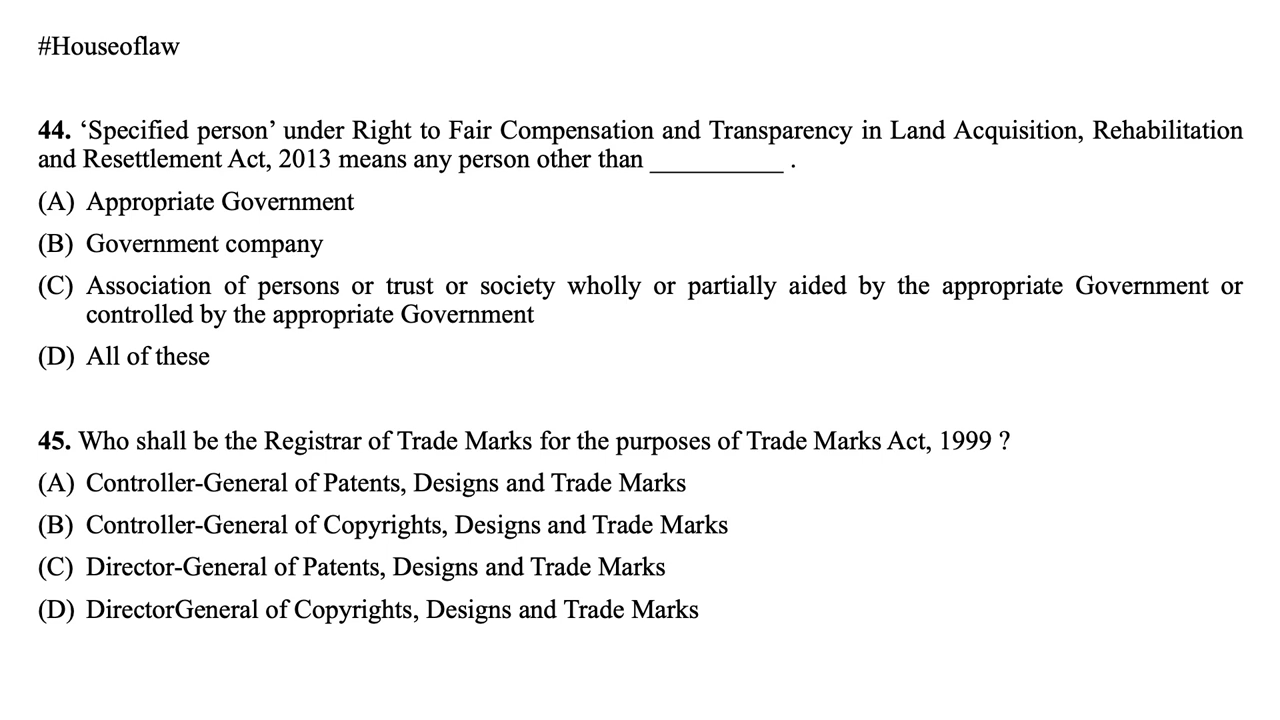 #Houseoflaw
44. ‘Specified person’ under Right to Fair Compensation and Transparency in Land Acquisition, Rehabilitation
and Resettlement Act, 2013 means any person other than __________ .
(A) Appropriate Government
(B) Government company
(C) Association of persons or trust or society wholly or partially aided by the appropriate Government or
controlled by the appropriate Government
(D) All of these
45. Who shall be the Registrar of Trade Marks for the purposes of Trade Marks Act, 1999 ?
(A) Controller-General of Patents, Designs and Trade Marks
(B) Controller-General of Copyrights, Designs and Trade Marks
(C) Director-General of Patents, Designs and Trade Marks
(D) DirectorGeneral of Copyrights, Designs and Trade Marks